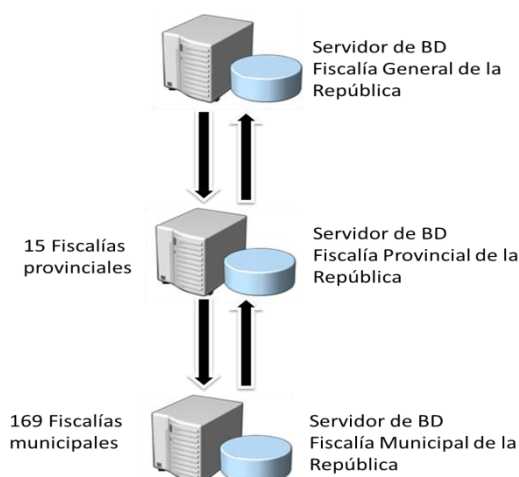 Servidor de BD
Fiscalía General de la
República
15 Fiscalías
provinciales
Servidor de BD
Fiscalía Provincial de la
República
169 Fiscalías
municipales
Servidor de BD
Fiscalía Municipal de la
República